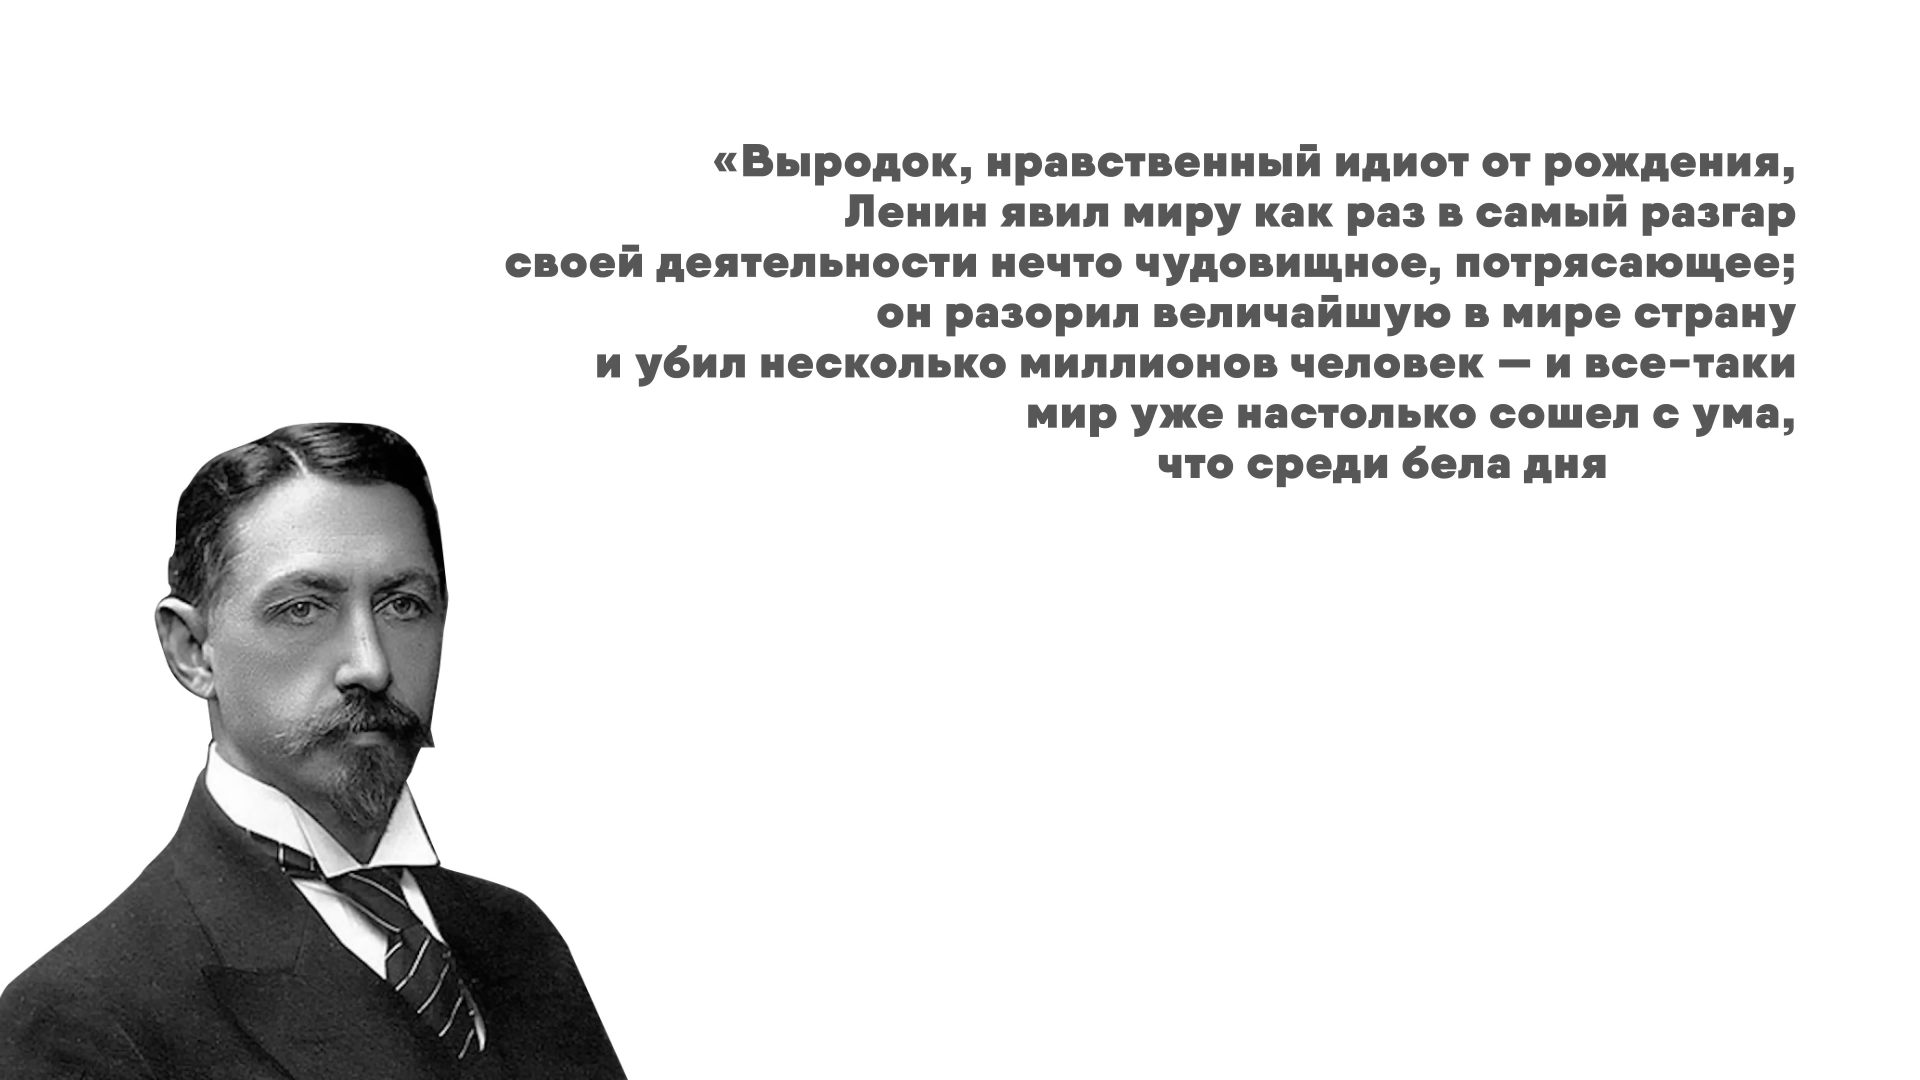 «Выродок, нравственный идиот от рождения,
Ленин явил миру как раз в самый разгар
своей деятельности нечто чудовищное, потрясающее;
он разорил величайшую в мире страну
и убил несколько миллионов человек — и все-таки
мир уже настолько сошел с ума,
что среди бела дня